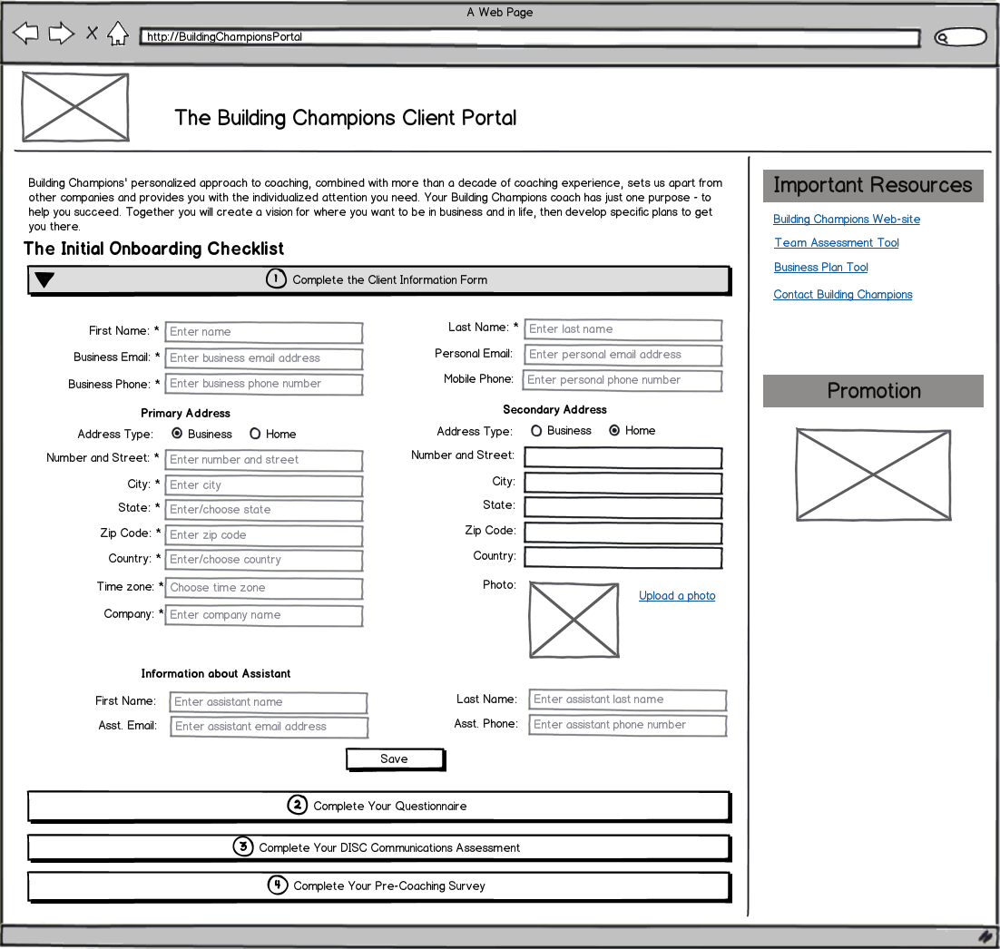 A Web Page
http://BuildingChampionsPortal
The Building Champions Client Portal
Building Champions' personalized approach to coaching, combined with more than a decade of coaching experience, sets us apart from
other companies and provides you with the individualized attention you need. Your Building Champions coach has just one purpose - to
help you succeed. Together you will create a vision for where you want to be in business and in life, then develop specific plans to get
you there.
The Initial Onboarding Checklist
1 Complete the Client Information Form
First Name: * Enter name
Last Name: * Enter last name
Business Email: * Enter business email address
Personal Email: Enter personal email address
Business Phone: * Enter business phone number
Mobile Phone: Enter personal phone number
Primary Address
Secondary Address
Address Type: Business Home
Address Type: Business Home
Number and Street: * Enter number and street
Number and Street:
City: * Enter city
City:
State: * Enter/choose state
State:
Zip Code: * Enter zip code
Zip Code:
Country: * Enter/choose country
Country:
Time zone: * Choose time zone
Photo:
Upload a photo
Company: * Enter company name
Information about Assistant
First Name: Enter assistant name
Last Name: Enter assistant last name
Asst. Email: Enter assistant email address
Asst. Phone: Enter assistant phone number
Save
2 Complete Your Questionnaire
3 Complete Your DISC Communications Assessment
4 Complete Your Pre-Coaching Survey
Important Resources
Building Champions Web-site
Team Assessment Tool
Business Plan Tool
Contact Building Champions
Promotion